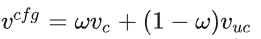 v^{cfg} = ωv_c + (1 − ω)v_{uc}